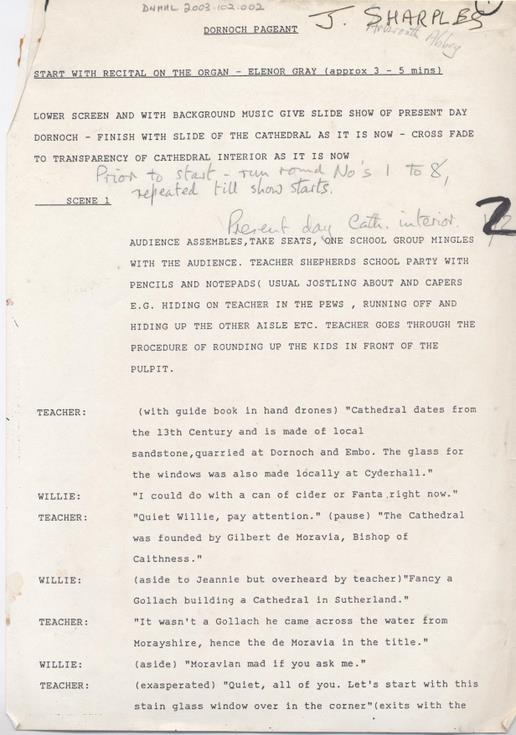 DNHHL 2003.102.002
DORNOCH PAGEANT
J. SHARPLES
Abbey
START WITH RECITAL ON THE ORGAN - ELENOR GRAY (approx 3 - 5 mins)
LOWER SCREEN AND WITH BACKGROUND MUSIC GIVE SLIDE SHOW OF PRESENT DAY
DORNOCH - FINISH WITH SLIDE OF THE CATHEDRAL AS IT IS NOW - CROSS FADE
TO TRANSPARENCY OF CATHEDRAL INTERIOR AS IT IS NOW
Prior to start - run round No's 1 to 8,
repeated till show starts.
SCENE 1
Present day Cath. interior. 1/2
2
AUDIENCE ASSEMBLES,TAKE SEATS, ONE SCHOOL GROUP MINGLES
WITH THE AUDIENCE. TEACHER SHEPHERDS SCHOOL PARTY WITH
PENCILS AND NOTEPADS( USUAL JOSTLING ABOUT AND CAPERS
E.G. HIDING ON TEACHER IN THE PEWS , RUNNING OFF AND
HIDING UP THE OTHER AISLE ETC. TEACHER GOES THROUGH THE
PROCEDURE OF ROUNDING UP THE KIDS IN FRONT OF THE
PULPIT.
TEACHER: (with guide book in hand drones) "Cathedral dates from
the 13th Century and is made of local
sandstone,quarried at Dornoch and Embo. The glass for
the windows was also made locally at Cyderhall."
WILLIE: "I could do with a can of cider or Fanta right now."
TEACHER: "Quiet Willie, pay attention." (pause) "The Cathedral
was founded by Gilbert de Moravia, Bishop of
Caithness."
WILLIE: (aside to Jeannie but overheard by teacher)"Fancy a
Gollach building a Cathedral in Sutherland."
TEACHER: "It wasn't a Gollach he came across the water from
Morayshire, hence the de Moravia in the title."
WILLIE: (aside) "Moravian mad if you ask me."
TEACHER: (exasperated) "Quiet, all of you. Let's start with this
stain glass window over in the corner"(exits with the